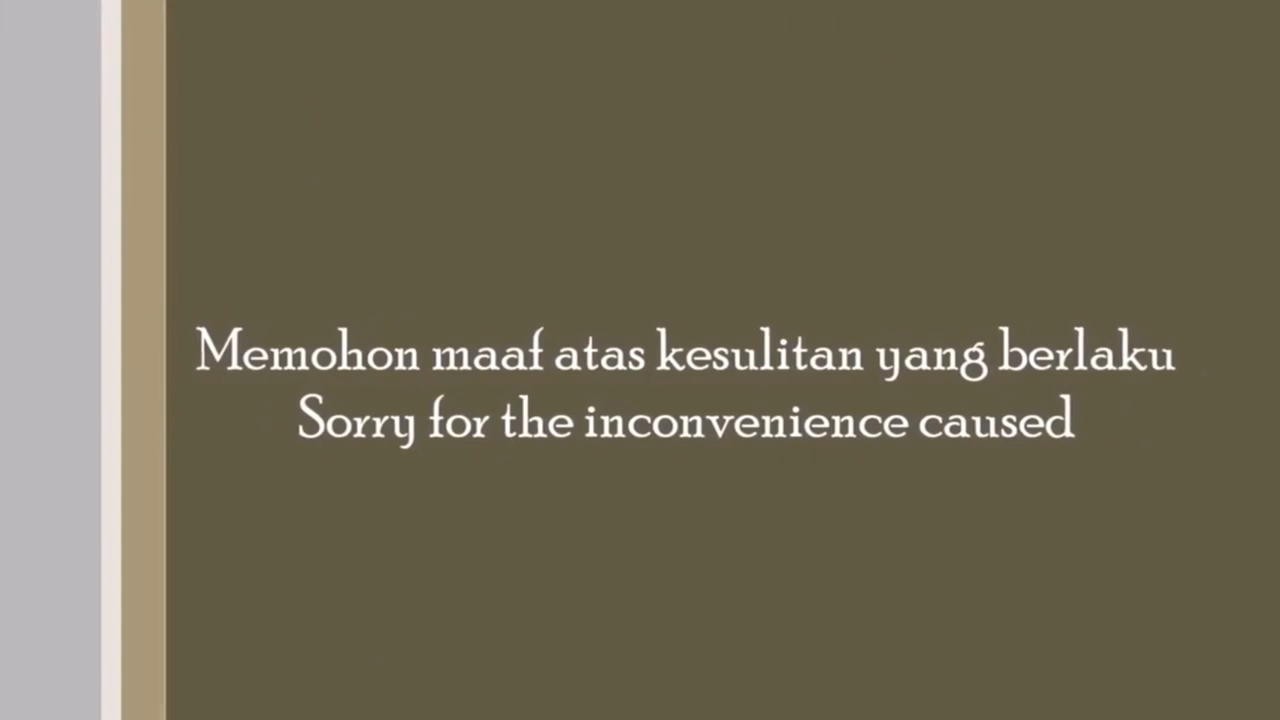 Memohon maaf atas kesulitan yang berlaku
Sorry for the inconvenience caused